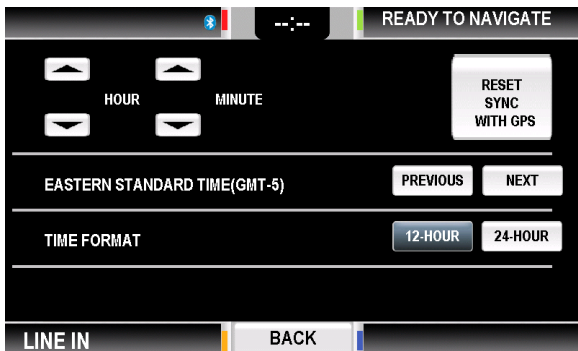 --:-- READY TO NAVIGATE
HOUR MINUTE
RESET
SYNC
WITH GPS
EASTERN STANDARD TIME(GMT-5) PREVIOUS NEXT
TIME FORMAT 12-HOUR 24-HOUR
LINE IN BACK